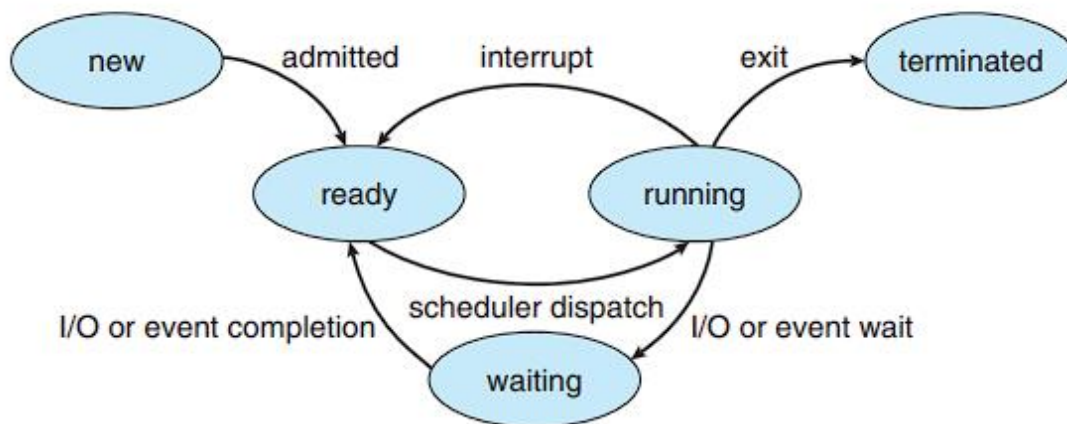 new
admitted
interrupt
exit
terminated
ready
running
I/O or event completion
scheduler dispatch
I/O or event wait
waiting